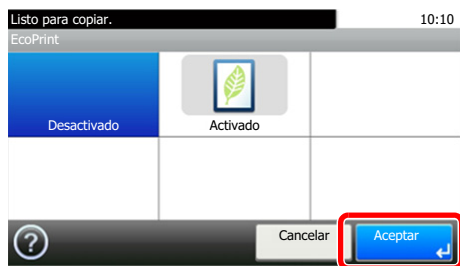 Listo para copiar. 10:10
EcoPrint
Desactivado Activado
? Cancelar Aceptar